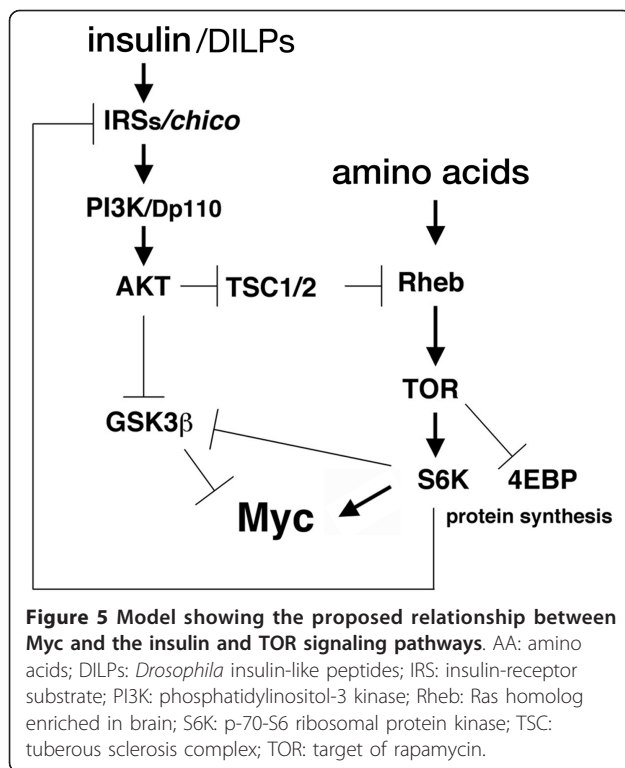 insulin/DILPs
IRSs/chico
amino acids
PI3K/Dp110
AKT TSC1/2 Rheb
TOR
GSK3β
S6K 4EBP
Myc protein synthesis
Figure 5 Model showing the proposed relationship between
Myc and the insulin and TOR signaling pathways. AA: amino
acids; DILPs: Drosophila insulin-like peptides; IRS: insulin-receptor
substrate; PI3K: phosphatidylinositol-3 kinase; Rheb: Ras homolog
enriched in brain; S6K: p-70-S6 ribosomal protein kinase; TSC:
tuberous sclerosis complex; TOR: target of rapamycin.